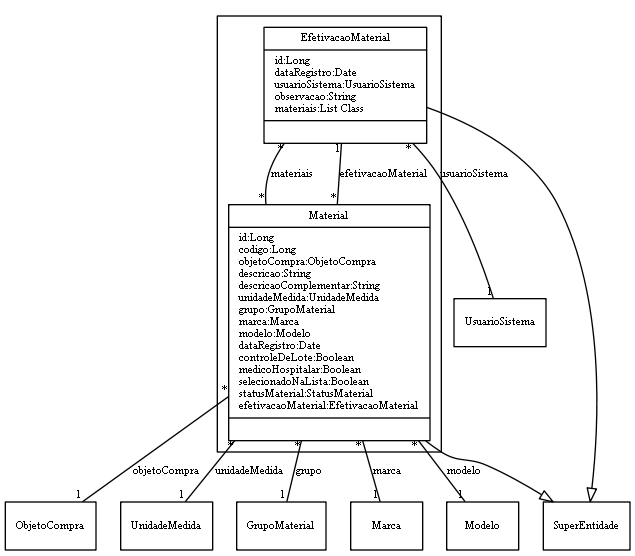 EfetivacaoMaterial
id:Long
dataRegistro:Date
usuarioSistema:UsuarioSistema
observacao:String
materiais:List Class
* 1 *
materiais efetivacaoMaterial usuarioSistema
* *
Material
id:Long
codigo:Long
objetoCompra:ObjetoCompra
descricao:String
descricaoComplementar:String
unidadeMedida:UnidadeMedida
grupo:GrupoMaterial
marca:Marca
modelo:Modelo
dataRegistro:Date
controleDeLote:Boolean
medicoHospitalar:Boolean
selecionadoNaLista:Boolean
statusMaterial:StatusMaterial
efetivacaoMaterial:EfetivacaoMaterial
1
UsuarioSistema
*
* * * *
objetoCompra unidadeMedida grupo marca modelo
1 1 1 1 1
ObjetoCompra UnidadeMedida GrupoMaterial Marca Modelo SuperEntidade